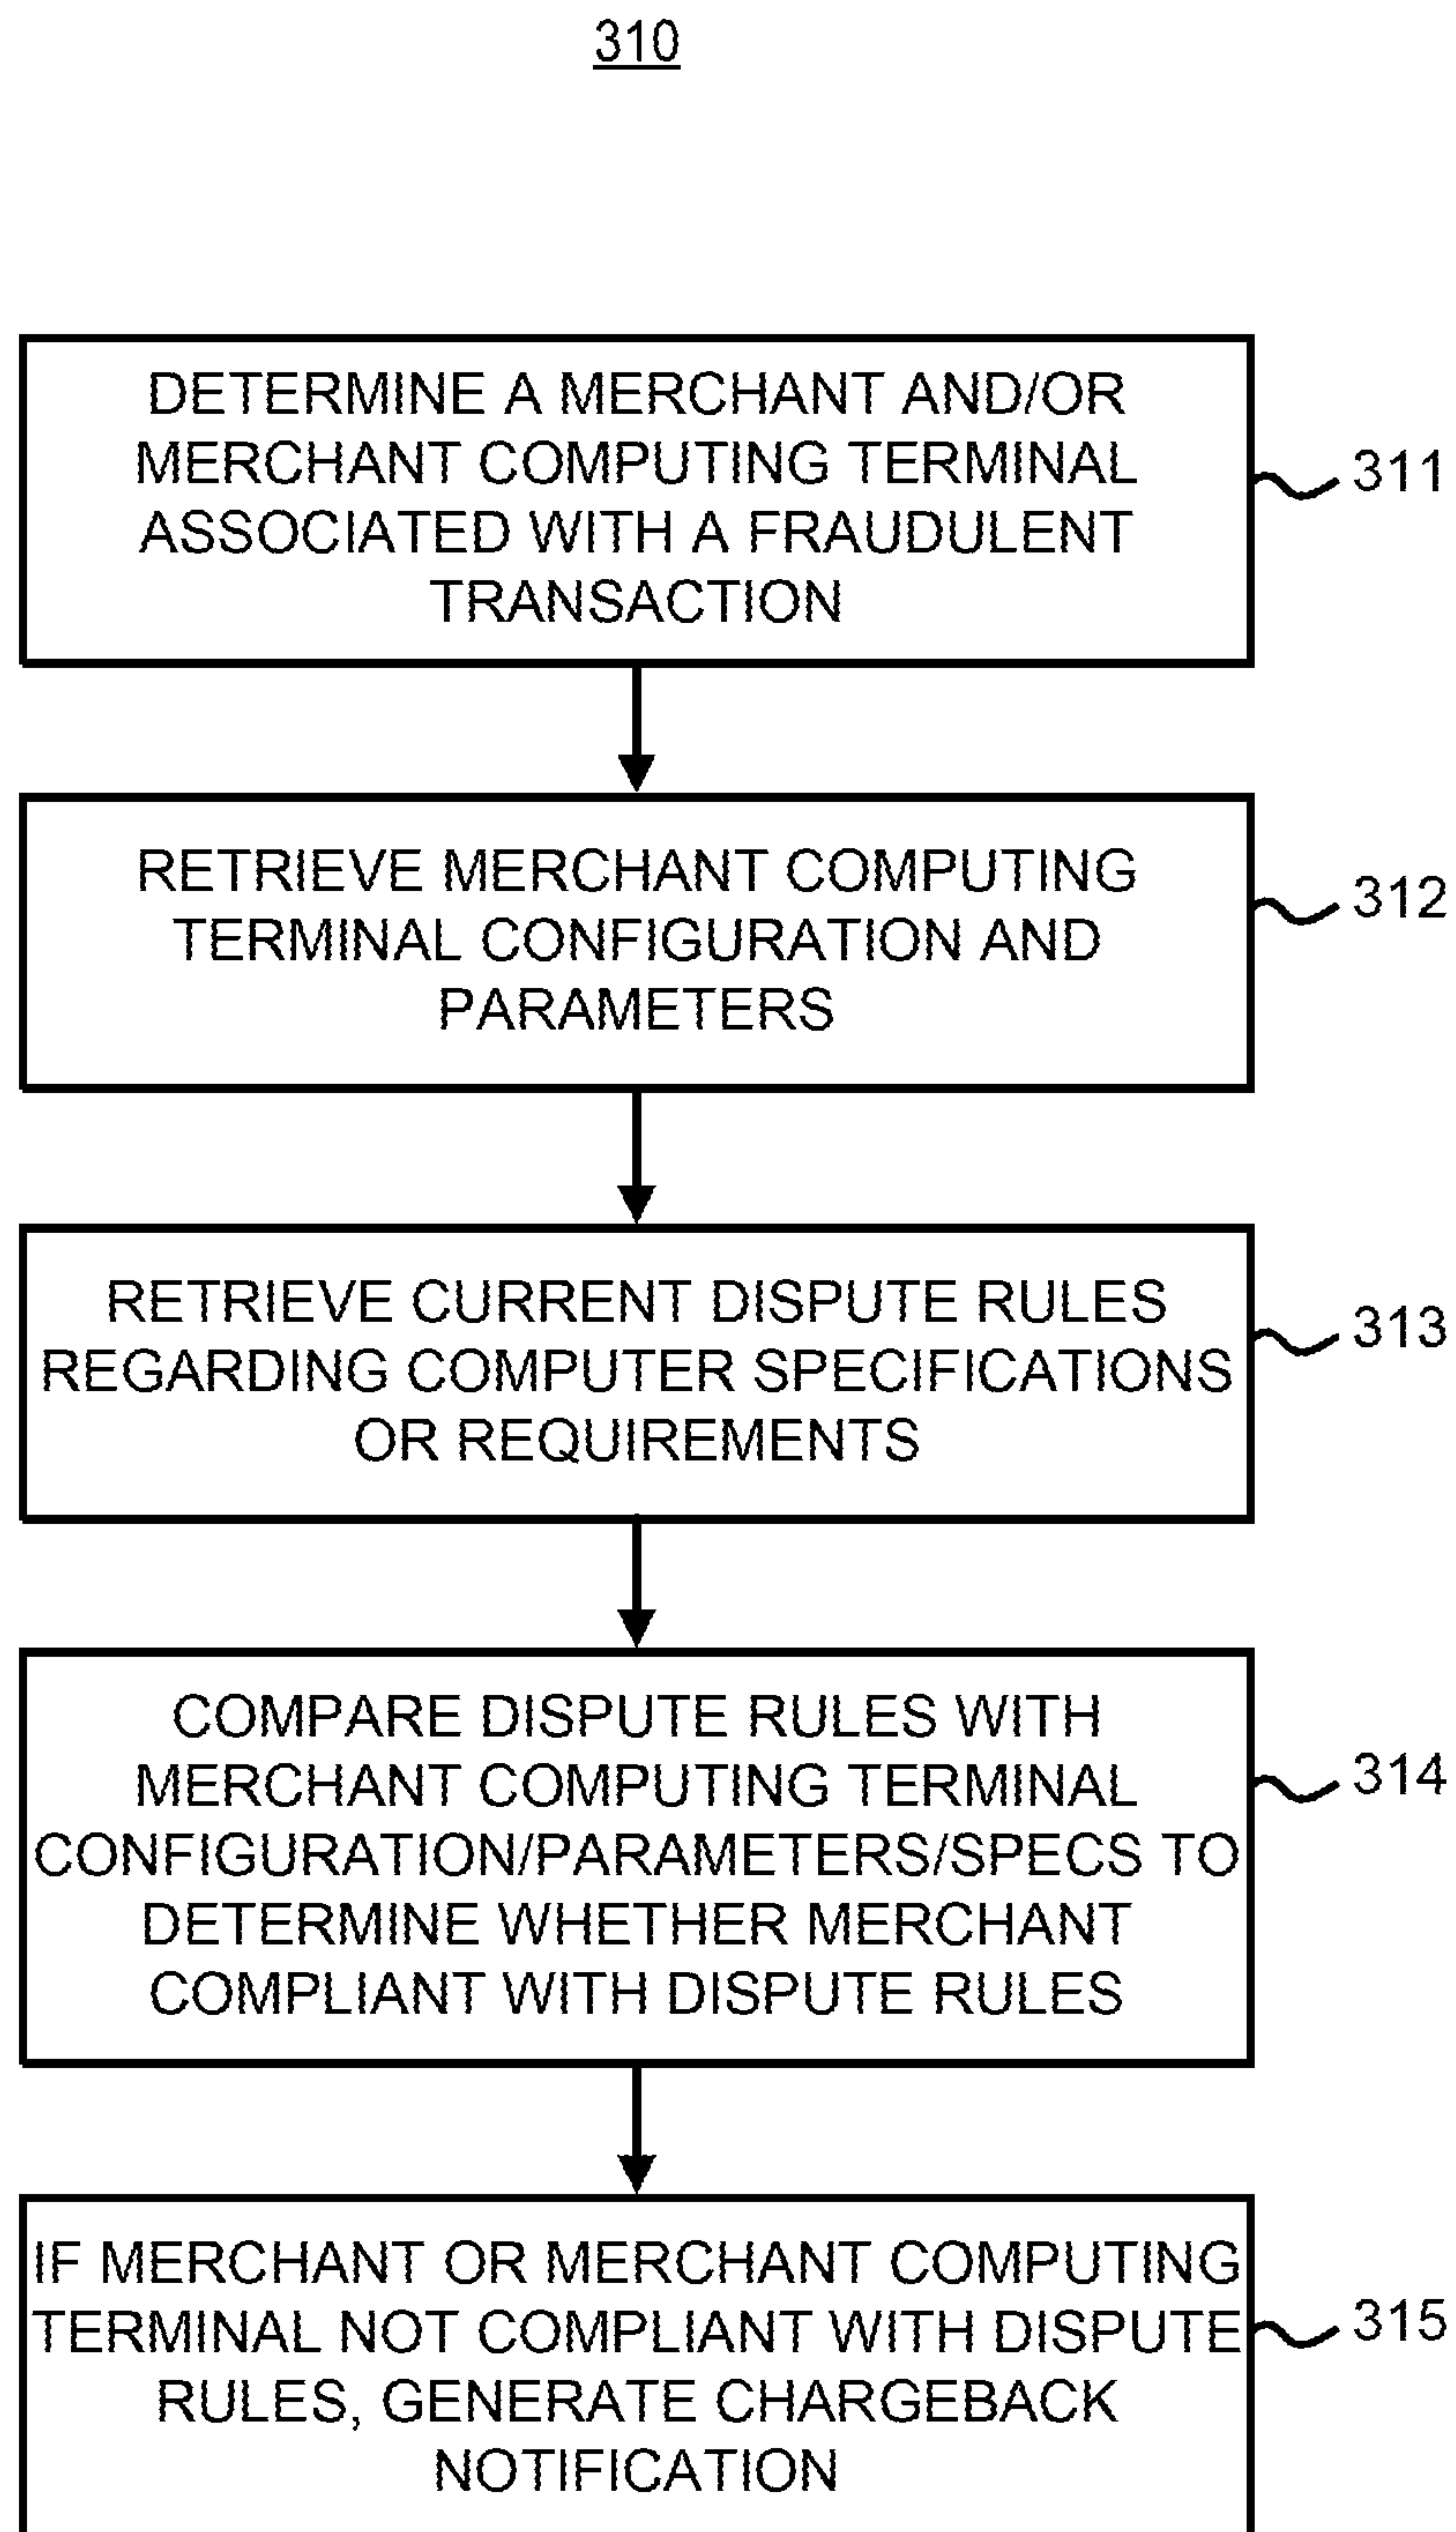 310
DETERMINE A MERCHANT AND/OR
MERCHANT COMPUTING TERMINAL
ASSOCIATED WITH A FRAUDULENT
TRANSACTION
311
RETRIEVE MERCHANT COMPUTING
TERMINAL CONFIGURATION AND
PARAMETERS
312
RETRIEVE CURRENT DISPUTE RULES
REGARDING COMPUTER SPECIFICATIONS
OR REQUIREMENTS
313
COMPARE DISPUTE RULES WITH
MERCHANT COMPUTING TERMINAL
CONFIGURATION/PARAMETERS/SPECS TO
DETERMINE WHETHER MERCHANT
COMPLIANT WITH DISPUTE RULES
314
IF MERCHANT OR MERCHANT COMPUTING
TERMINAL NOT COMPLIANT WITH DISPUTE
RULES, GENERATE CHARGEBACK
NOTIFICATION
315